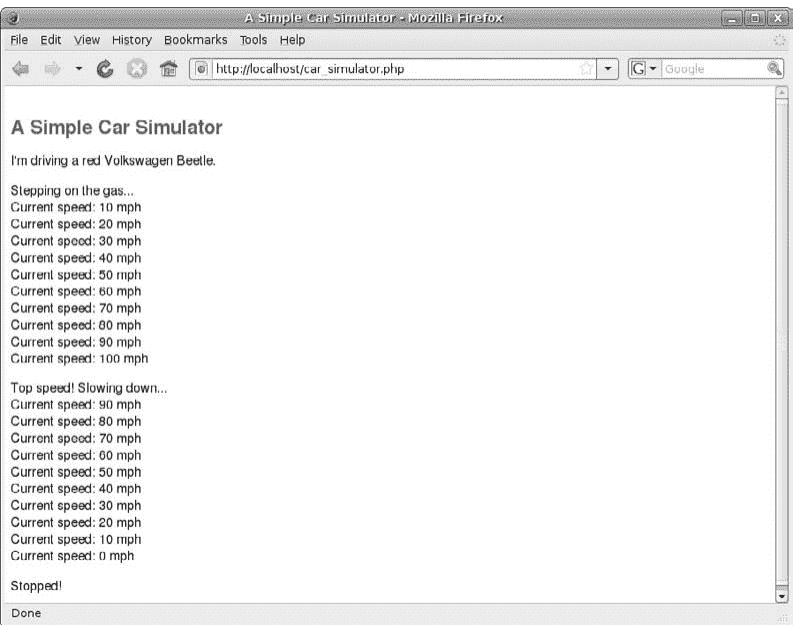 A Simple Car Simulator - Mozilla Firefox
File Edit View History Bookmarks Tools Help
http://localhost/car_simulator.php G Google
A Simple Car Simulator
I'm driving a red Volkswagen Beetle.
Stepping on the gas...
Current speed: 10 mph
Current speed: 20 mph
Current speed: 30 mph
Current speed: 40 mph
Current speed: 50 mph
Current speed: 60 mph
Current speed: 70 mph
Current speed: 80 mph
Current speed: 90 mph
Current speed: 100 mph
Top speed! Slowing down...
Current speed: 90 mph
Current speed: 80 mph
Current speed: 70 mph
Current speed: 60 mph
Current speed: 50 mph
Current speed: 40 mph
Current speed: 30 mph
Current speed: 20 mph
Current speed: 10 mph
Current speed: 0 mph
Stopped!
Done